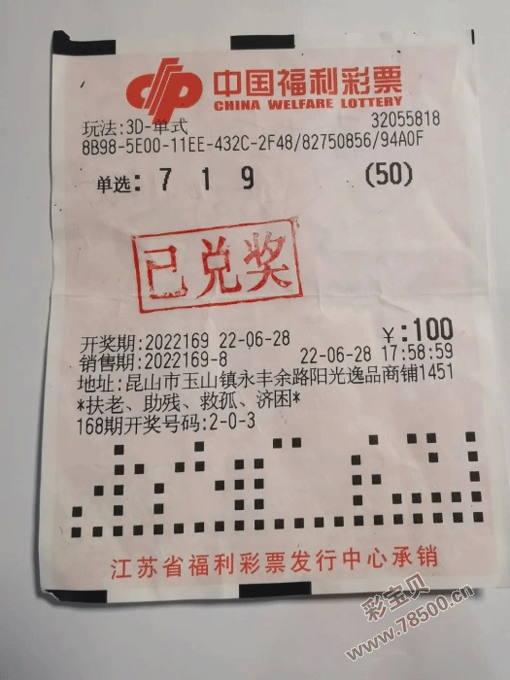 中国福利彩票
CHINA WELFARE LOTTERY
玩法:3D-单式 32055818
8B98-5E00-11EE-432C-2F48/82750856/94A0F
单选: 7 1 9 (50)
已兑奖
开奖期:2022169 22-06-28 ¥:100
销售期:2022169-8 22-06-28 17:58:59
地址:昆山市玉山镇永丰余路阳光逸品商铺1451
*扶老、助残、救孤、济困*
168期开奖号码:2-0-3
江苏省福利彩票发行中心承销
彩宝贝
www.78500.cn